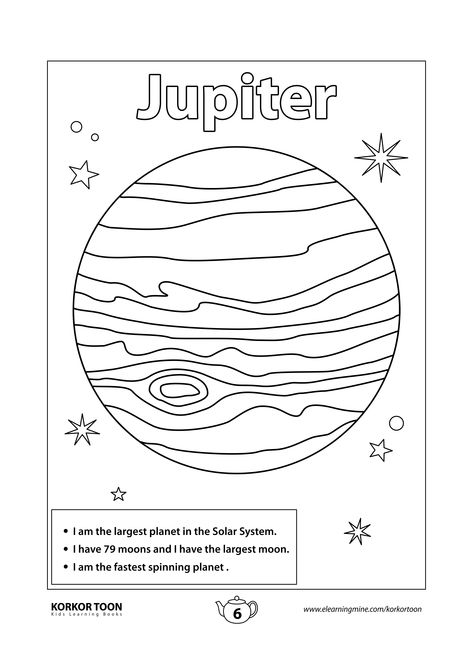 Jupiter
• I am the largest planet in the Solar System.
• I have 79 moons and I have the largest moon.
• I am the fastest spinning planet .
KORKOR TOON
Kids Learning Books
6
www.elearningmine.com/korkortoon